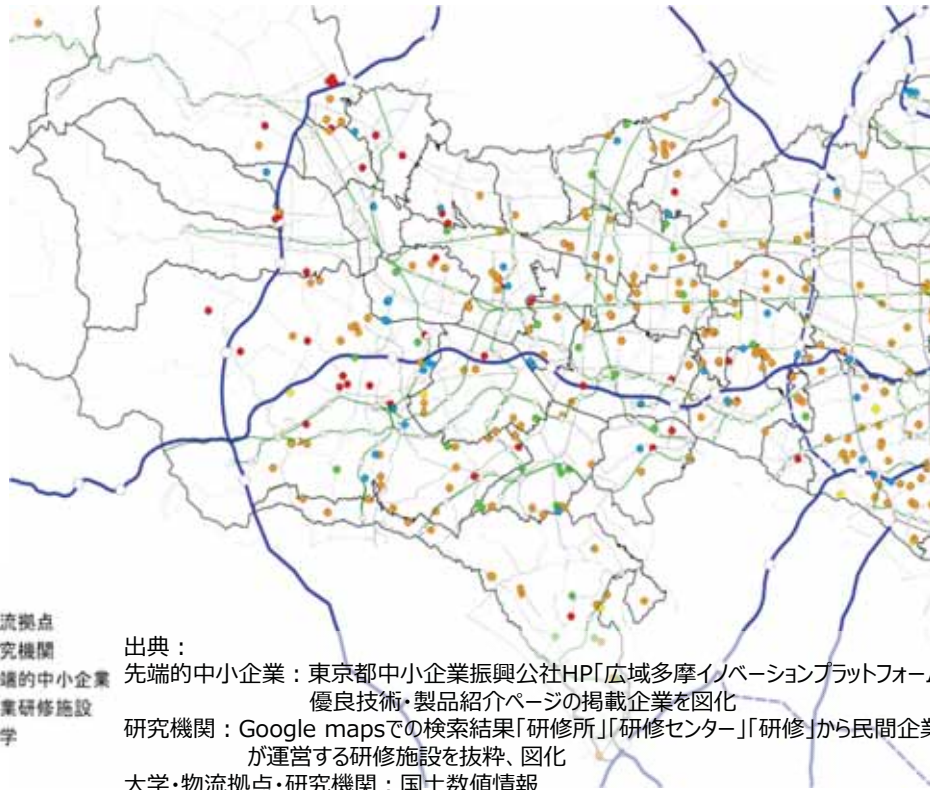 流拠点
究機関
端的中小企業
業研修施設
学
出典：
先端的中小企業：東京都中小企業振興公社HP「広域多摩イノベーションプラットフォーム
優良技術・製品紹介ページの掲載企業を図化
研究機関：Google mapsでの検索結果「研修所」「研修センター」「研修」から民間企業
が運営する研修施設を抜粋、図化
大学・物流拠点・研究機関：国土数値情報